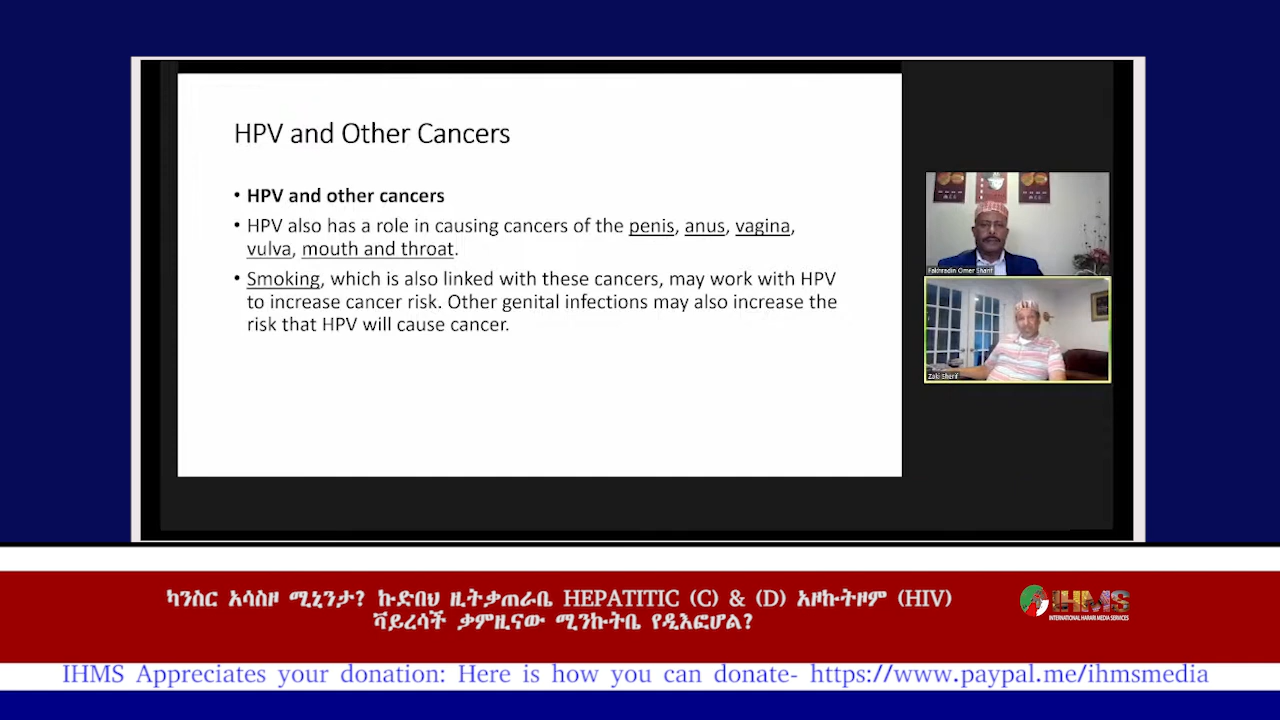 HPV and Other Cancers
• HPV and other cancers
• HPV also has a role in causing cancers of the penis, anus, vagina,
vulva, mouth and throat.
• Smoking, which is also linked with these cancers, may work with HPV
to increase cancer risk. Other genital infections may also increase the
risk that HPV will cause cancer.
Fakhradin Omer Sharif
Zaki Sherif
ካንስር አሳስዞ ሚኒንታ? ኩድበህ ዚትቃጠራቤ HEPATITIC (C) & (D) አዞኩትዞም (HIV)
ቫይረሳች ቃምዚናው ሚንኩትቤ የዲእፎሆል?
IHMS
INTERNATIONAL HARARI MEDIA SERVICES
IHMS Appreciates your donation: Here is how you can donate- https://www.paypal.me/ihmsmedia